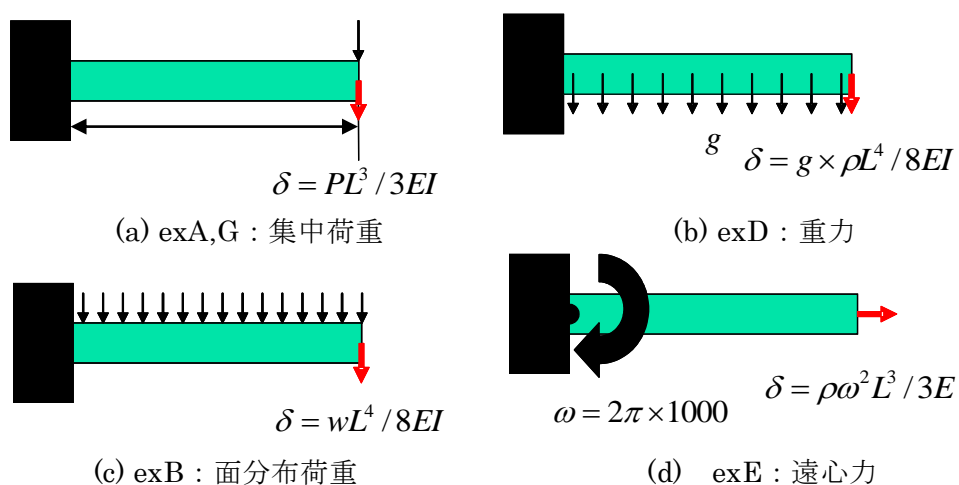 δ = PL³ / 3EI
(a) exA,G：集中荷重
g
δ = g × ρL⁴ / 8EI
(b) exD：重力
δ = wL⁴ / 8EI
(c) exB：面分布荷重
ω = 2π × 1000
δ = ρω²L³ / 3E
(d) exE：遠心力